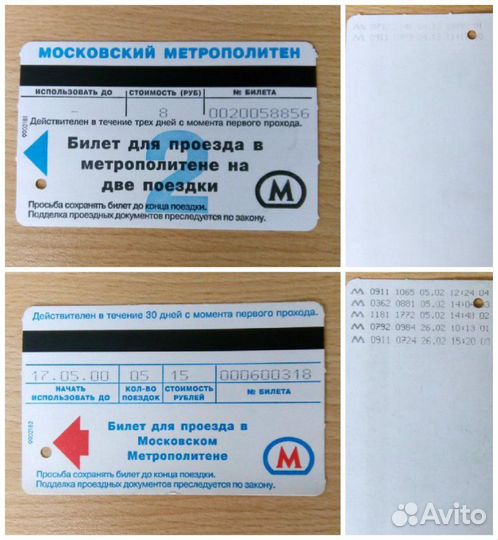 МОСКОВСКИЙ МЕТРОПОЛИТЕН
ИСПОЛЬЗОВАТЬ ДО СТОИМОСТЬ (РУБ) № БИЛЕТА
- 8 0020058856
Действителен в течение трех дней с момента первого прохода.
2
Билет для проезда в
метрополитене на
две поездки
М
Просьба сохранять билет до конца поездки.
Подделка проездных документов преследуется по закону.
Действителен в течение 30 дней с момента первого прохода.
17.05.00 05 15 000600318
НАЧАТЬ ИСПОЛЬЗОВАТЬ ДО
КОЛ-ВО ПОЕЗДОК
СТОИМОСТЬ РУБЛЕЙ
№ БИЛЕТА
Билет для проезда в
Московском
Метрополитене
М
Просьба сохранять билет до конца поездки.
Подделка проездных документов преследуется по закону.
М 0911 1065 05.02 12:24 04
М 0362 0881 05.02
М 1181 1772 05.02 14:43 02
М 0792 0984 26.02 10:13 01
М 0911 0724 26.02 15:20
Avito